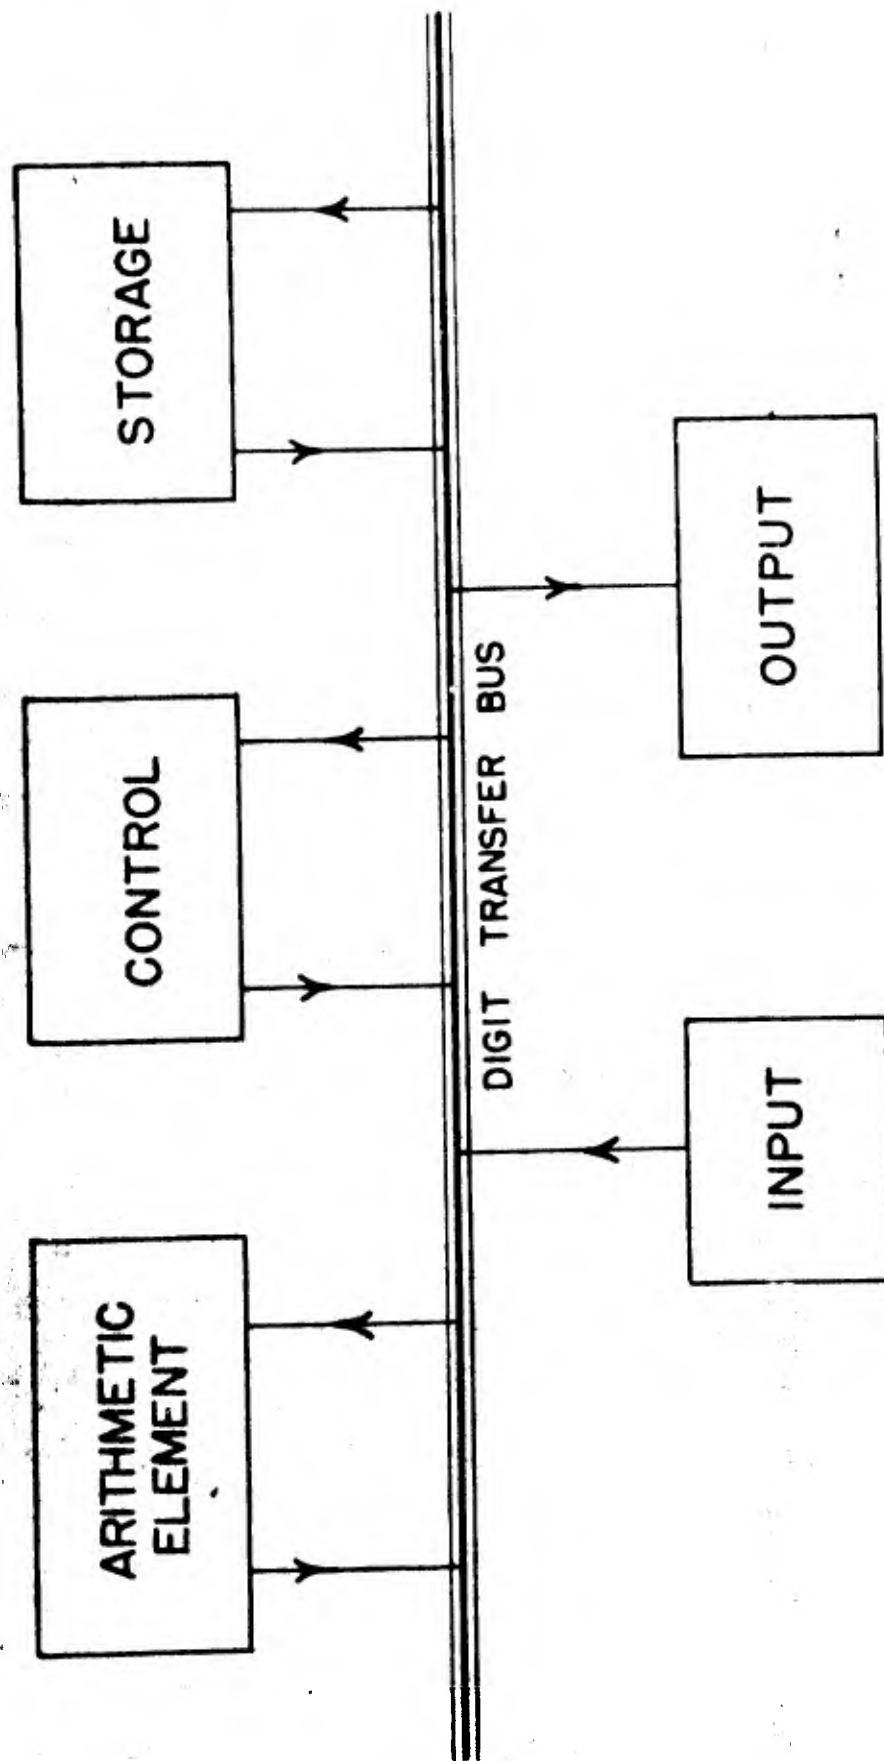 ARITHMETIC
ELEMENT
CONTROL
STORAGE
DIGIT TRANSFER BUS
INPUT
OUTPUT